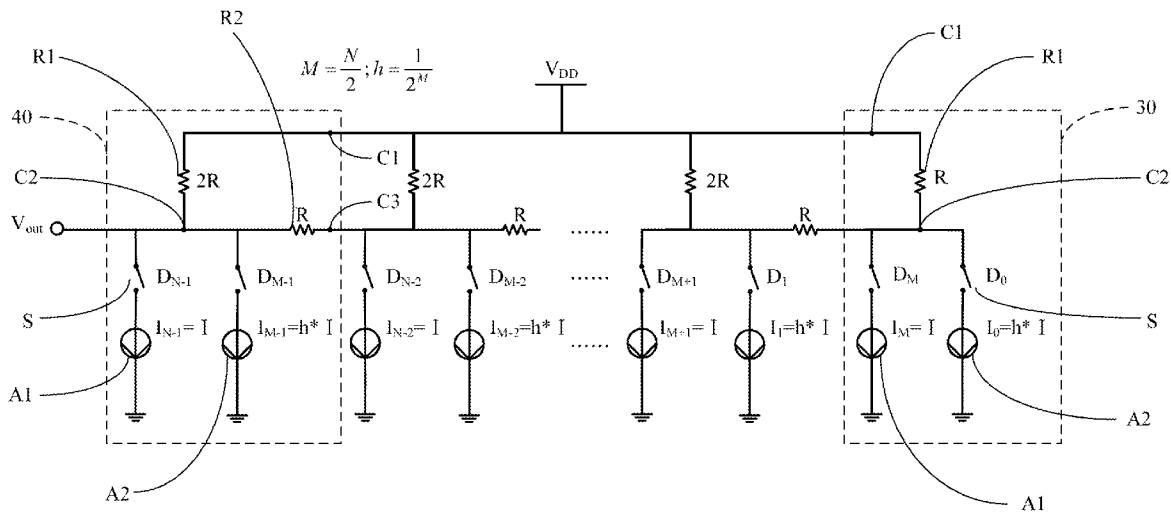 R2
C1
R1
M = N/2 ; h = 1/2^M
V_DD
R1
40
30
C1
2R
2R
2R
R
C2
C3
C2
V_out
R
R
......
R
S
D_N-1
D_M-1
D_N-2
D_M-2
......
D_M+1
D_1
D_M
D_0
S
I_N-1= I
I_M-1=h* I
I_N-2= I
I_M-2=h* I
......
I_M+1= I
I_1=h* I
I_M= I
I_0=h* I
A1
A2
A2
A1